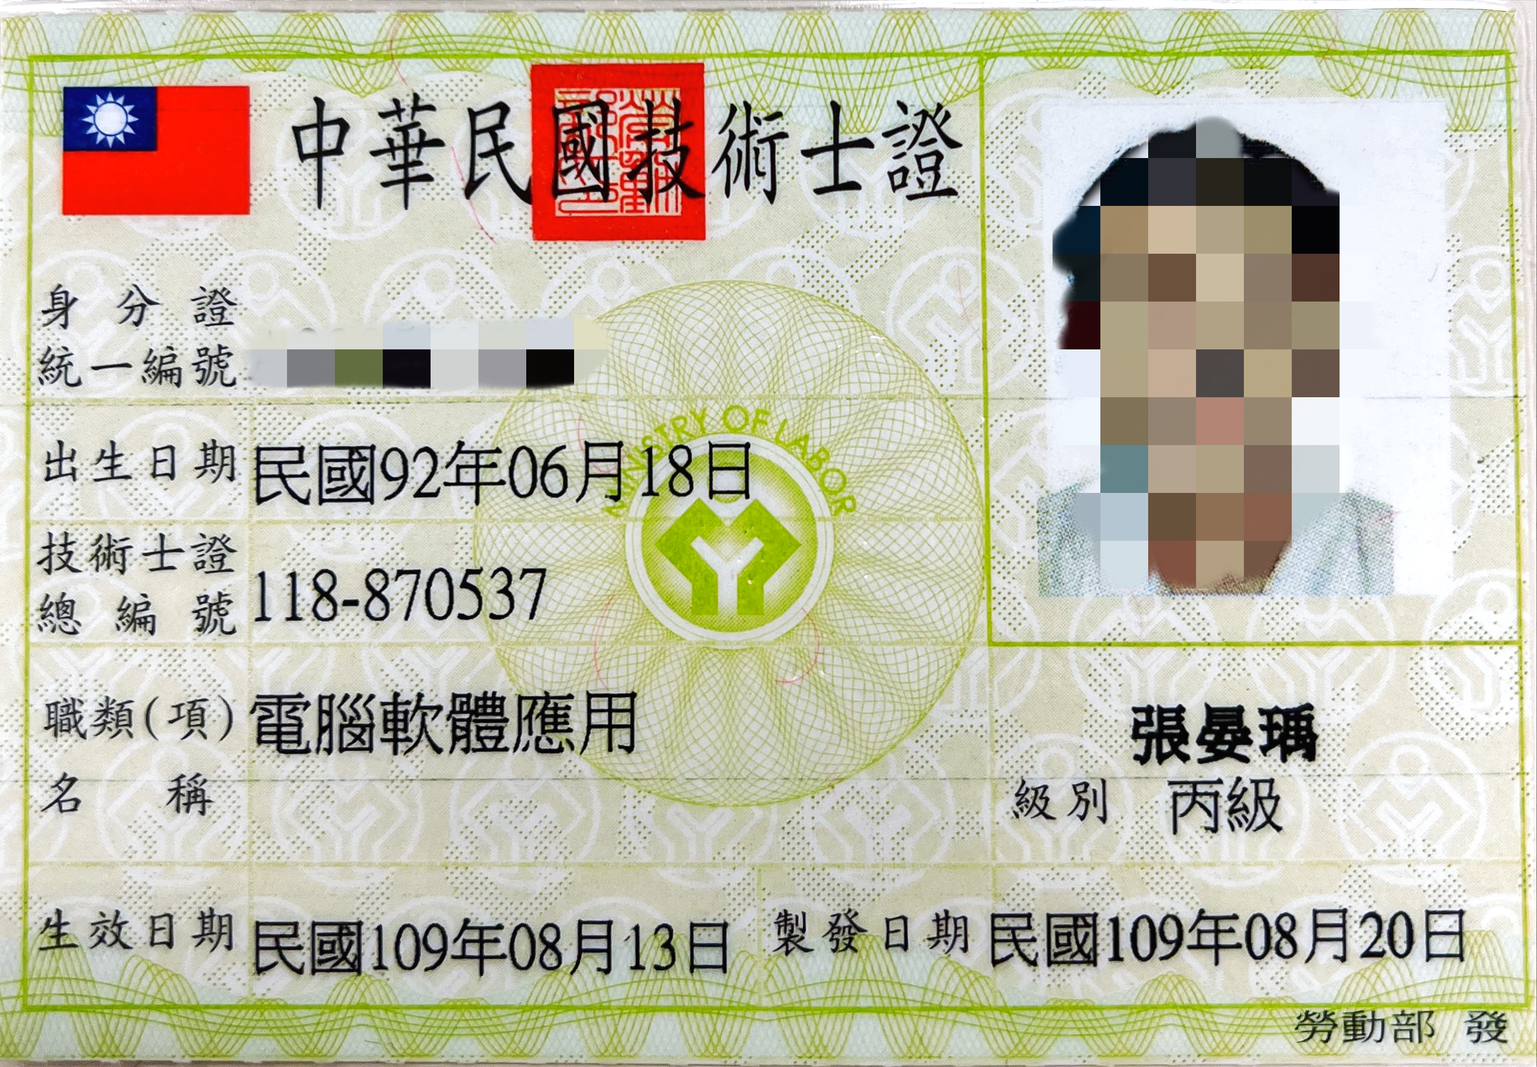 中華民國技術士證
身分證
統一編號
出生日期 民國92年06月18日
MINISTRY OF LABOR
技術士證
總編號 118-870537
職類(項) 電腦軟體應用
名稱
張晏瑀
級別 丙級
生效日期 民國109年08月13日 製發日期 民國109年08月20日
勞動部 發